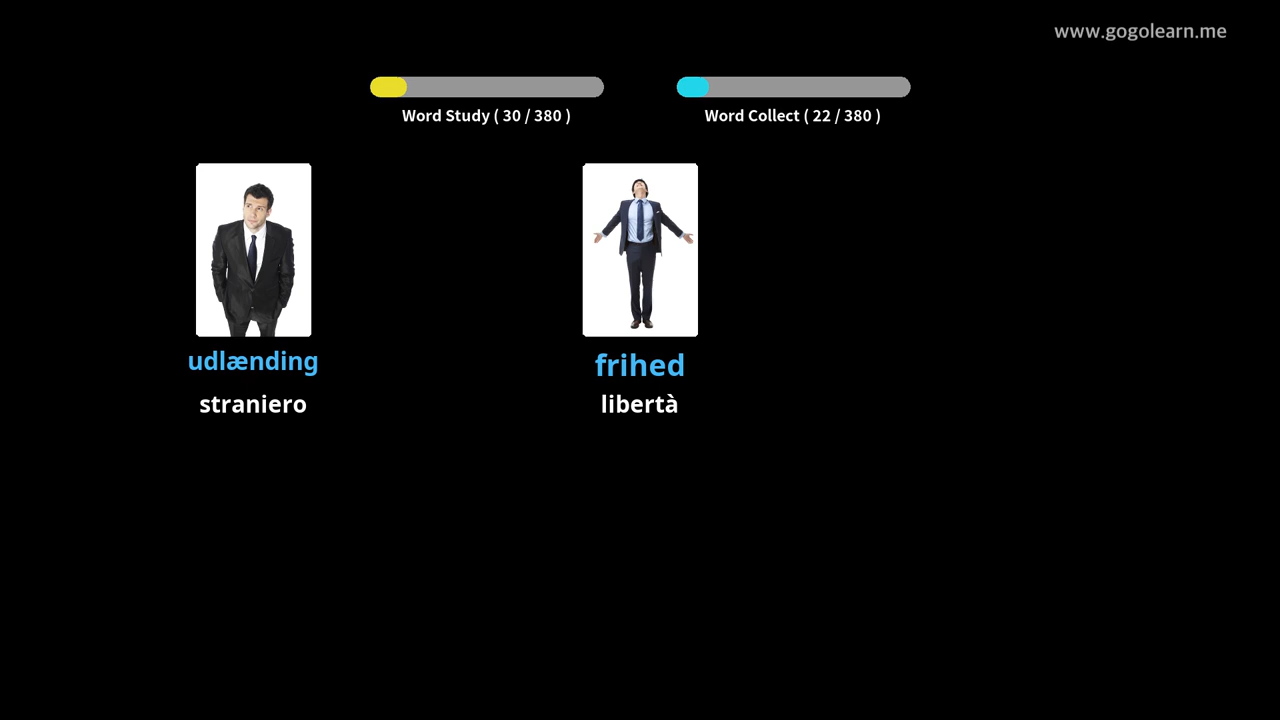 www.gogolearn.me
Word Study ( 30 / 380 )
Word Collect ( 22 / 380 )
udlænding
frihed
straniero
libertà